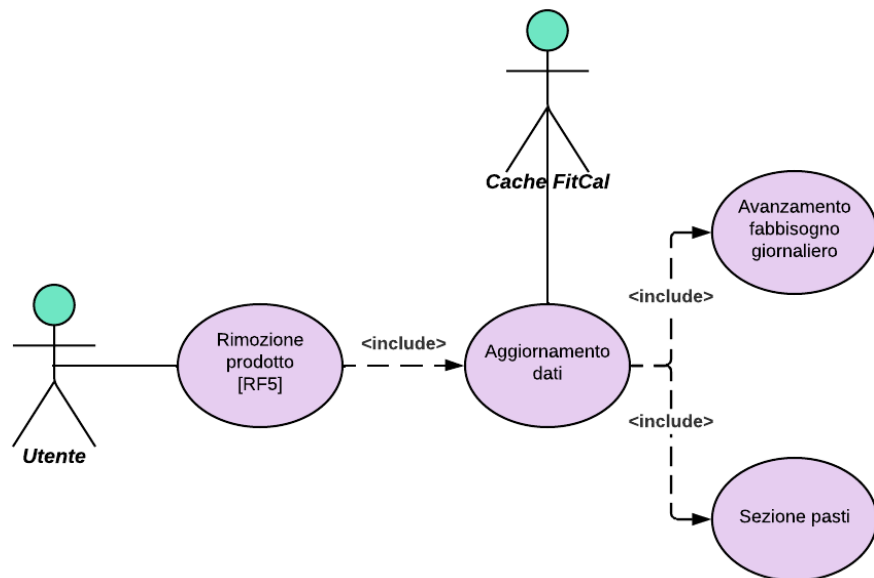 Cache FitCal
Avanzamento
fabbisogno
giornaliero
<include>
Rimozione
prodotto
[RF5]
<include>
Aggiornamento
dati
<include>
Utente
Sezione pasti